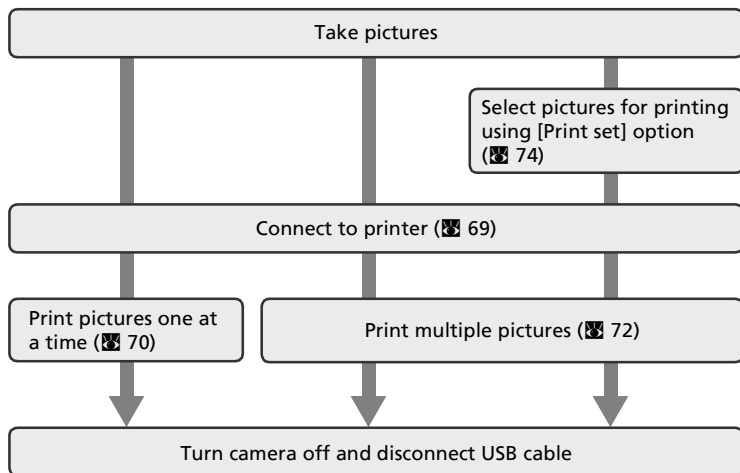 Take pictures
Select pictures for printing
using [Print set] option
(74)
Connect to printer (69)
Print pictures one at
a time (70)
Print multiple pictures (72)
Turn camera off and disconnect USB cable